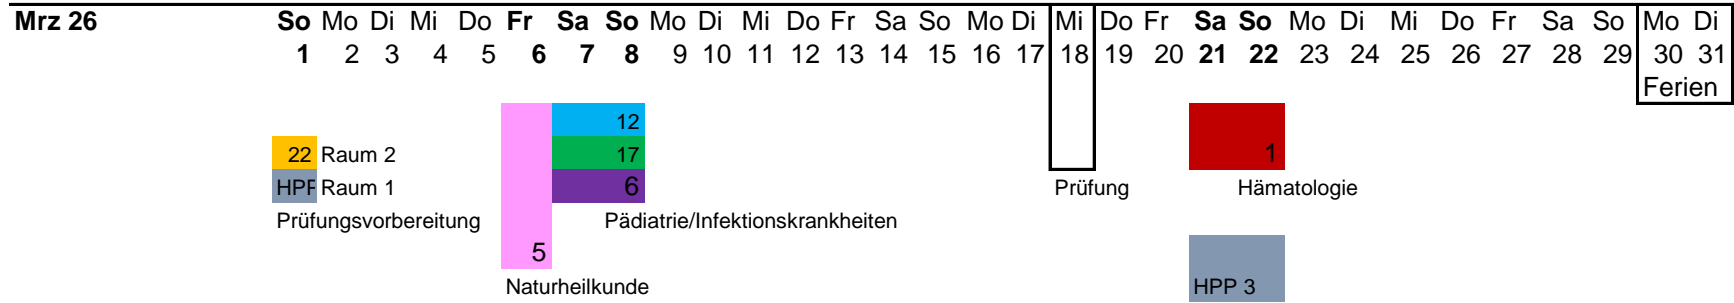 Mrz 26 So Mo Di Mi Do Fr Sa So Mo Di Mi Do Fr Sa So Mo Di Mi Do Fr Sa So Mo Di Mi Do Fr Sa So Mo Di
1 2 3 4 5 6 7 8 9 10 11 12 13 14 15 16 17 18 19 20 21 22 23 24 25 26 27 28 29 30 31
Ferien
12
22 Raum 2 17 1
HPF Raum 1 6 Prüfung Hämatologie
Prüfungsvorbereitung Pädiatrie/Infektionskrankheiten
5
Naturheilkunde HPP 3